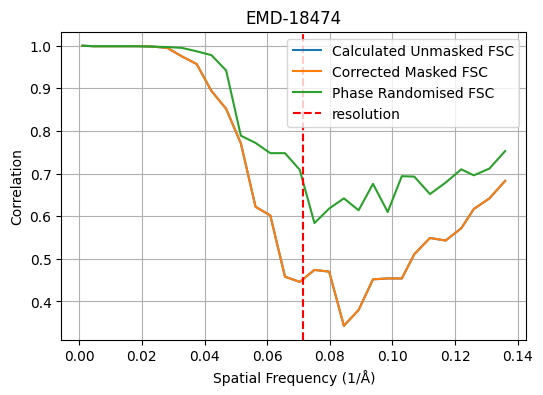 EMD-18474
Calculated Unmasked FSC
Corrected Masked FSC
Phase Randomised FSC
resolution
Correlation
1.0
0.9
0.8
0.7
0.6
0.5
0.4
0.00 0.02 0.04 0.06 0.08 0.10 0.12 0.14
Spatial Frequency (1/Å)